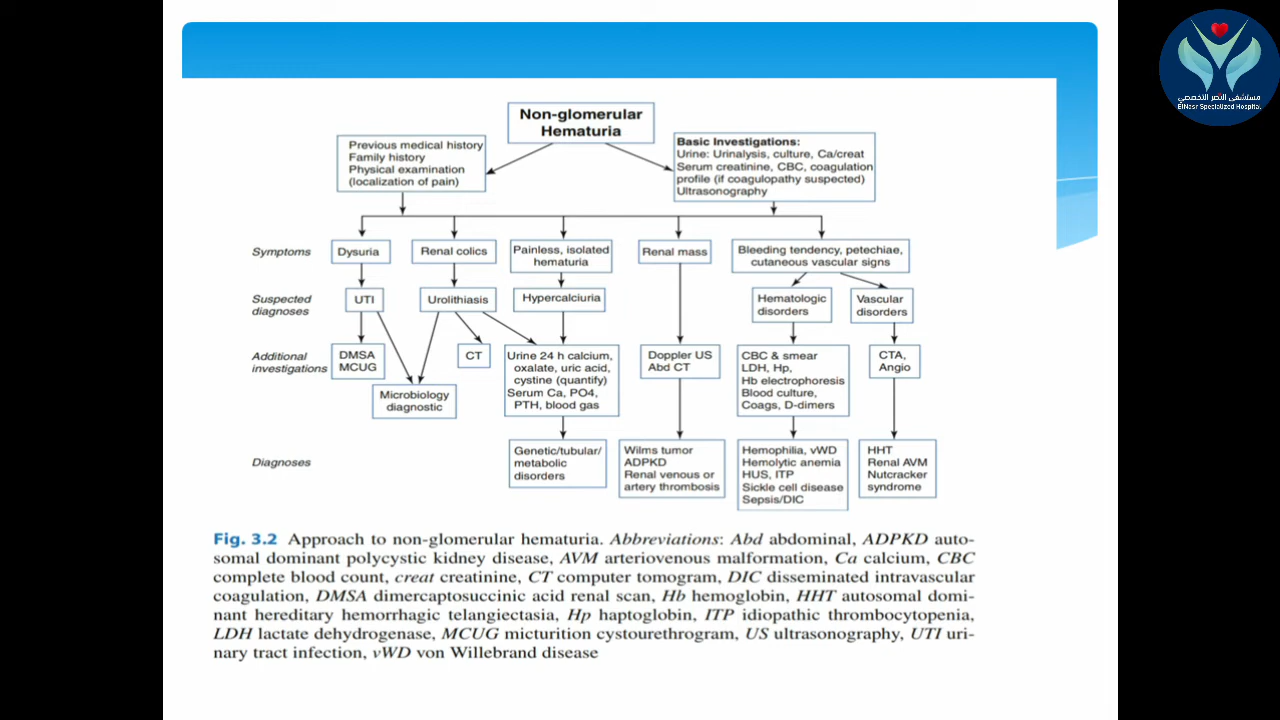 مستشفى النصر التخصصي
ElNasr Specialized Hospital
Non-glomerular
Hematuria
Previous medical history
Family history
Physical examination
(localization of pain)
Basic Investigations:
Urine: Urinalysis, culture, Ca/creat
Serum creatinine, CBC, coagulation
profile (if coagulopathy suspected)
Ultrasonography
Symptoms
Dysuria
Renal colics
Painless, isolated
hematuria
Renal mass
Bleeding tendency, petechiae,
cutaneous vascular signs
Suspected
diagnoses
UTI
Urolithiasis
Hypercalciuria
Hematologic
disorders
Vascular
disorders
Additional
investigations
DMSA
MCUG
Microbiology
diagnostic
CT
Urine 24 h calcium,
oxalate, uric acid,
cystine (quantify)
Serum Ca, PO4,
PTH, blood gas
Doppler US
Abd CT
CBC & smear
LDH, Hp,
Hb electrophoresis
Blood culture,
Coags, D-dimers
CTA,
Angio
Diagnoses
Genetic/tubular/
metabolic
disorders
Wilms tumor
ADPKD
Renal venous or
artery thrombosis
Hemophilia, vWD
Hemolytic anemia
HUS, ITP
Sickle cell disease
Sepsis/DIC
HHT
Renal AVM
Nutcracker
syndrome
Fig. 3.2 Approach to non-glomerular hematuria. Abbreviations: Abd abdominal, ADPKD auto-
somal dominant polycystic kidney disease, AVM arteriovenous malformation, Ca calcium, CBC
complete blood count, creat creatinine, CT computer tomogram, DIC disseminated intravascular
coagulation, DMSA dimercaptosuccinic acid renal scan, Hb hemoglobin, HHT autosomal domi-
nant hereditary hemorrhagic telangiectasia, Hp haptoglobin, ITP idiopathic thrombocytopenia,
LDH lactate dehydrogenase, MCUG micturition cystourethrogram, US ultrasonography, UTI uri-
nary tract infection, vWD von Willebrand disease